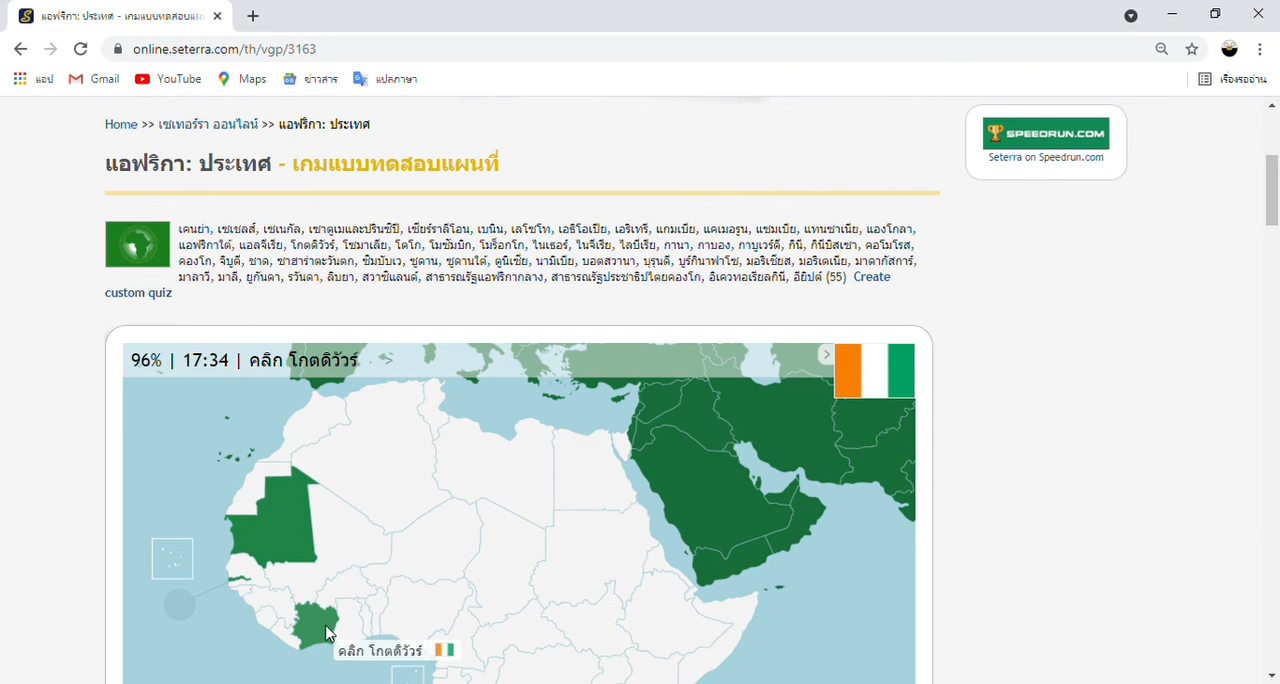 แอฟริกา: ประเทศ - เกมแบบทดสอบแผนที่
online.seterra.com/th/vgp/3163
แอป Gmail YouTube Maps ข่าวสาร แปลภาษา เรื่องรออ่าน
Home >> เซเทอร์รา ออนไลน์ >> แอฟริกา: ประเทศ
SPEEDRUN.COM
Seterra on Speedrun.com
แอฟริกา: ประเทศ - เกมแบบทดสอบแผนที่
เคนย่า, เซเชลส์, เซเนกัล, เซาตูเมและปรินซิปี, เซียร์ราลีโอน, เบนิน, เลโซโท, เอธิโอเปีย, เอริเทรี, แกมเบีย, แคเมอรูน, แซมเบีย, แทนซาเนีย, แองโกลา,
แอฟริกาใต้, แอลจีเรีย, โกตดิวัวร์, โซมาเลีย, โตโก, โมซัมบิก, โมร็อกโก, ไนเธอร์, ไนจีเรีย, ไลบีเรีย, กานา, กาบอง, กาบูเวร์ดี, กินี, กินีบิสเซา, คอโมโรส,
คองโก, จิบูตี, ชาด, ซาฮาร่าตะวันตก, ซิมบับเว, ซูดาน, ซูดานใต้, ตูนิเซีย, นามิเบีย, บอตสวานา, บุรุนดี, บูร์กินาฟาโซ, มอริเชียส, มอริเตเนีย, มาดากัสการ์,
มาลาวี, มาลี, ยูกันดา, รวันดา, ลิบยา, สวาซิแลนด์, สาธารณรัฐแอฟริกากลาง, สาธารณรัฐประชาธิปไตยคองโก, อิเควทอเรียลกินี, อียิปต์ (55) Create
custom quiz
96% | 17:34 | คลิก โกตดิวัวร์
คลิก โกตดิวัวร์